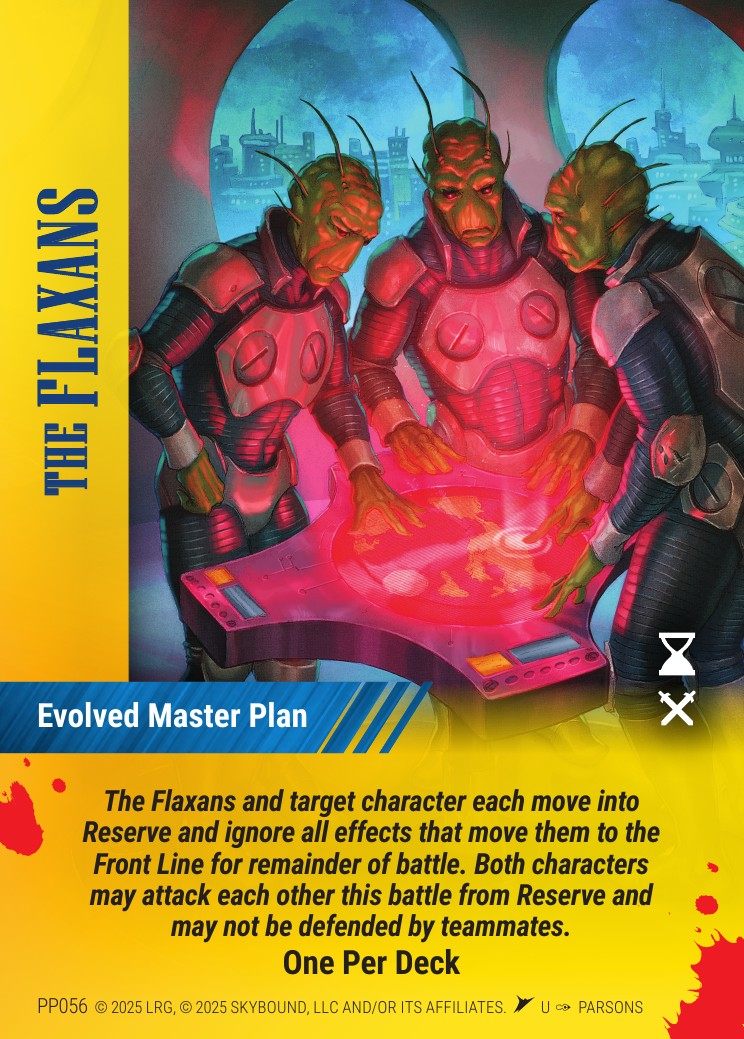 THE FLAXANS
Evolved Master Plan
The Flaxans and target character each move into
Reserve and ignore all effects that move them to the
Front Line for remainder of battle. Both characters
may attack each other this battle from Reserve and
may not be defended by teammates.
One Per Deck
PP056 © 2025 LRG, © 2025 SKYBOUND, LLC AND/OR ITS AFFILIATES. U PARSONS